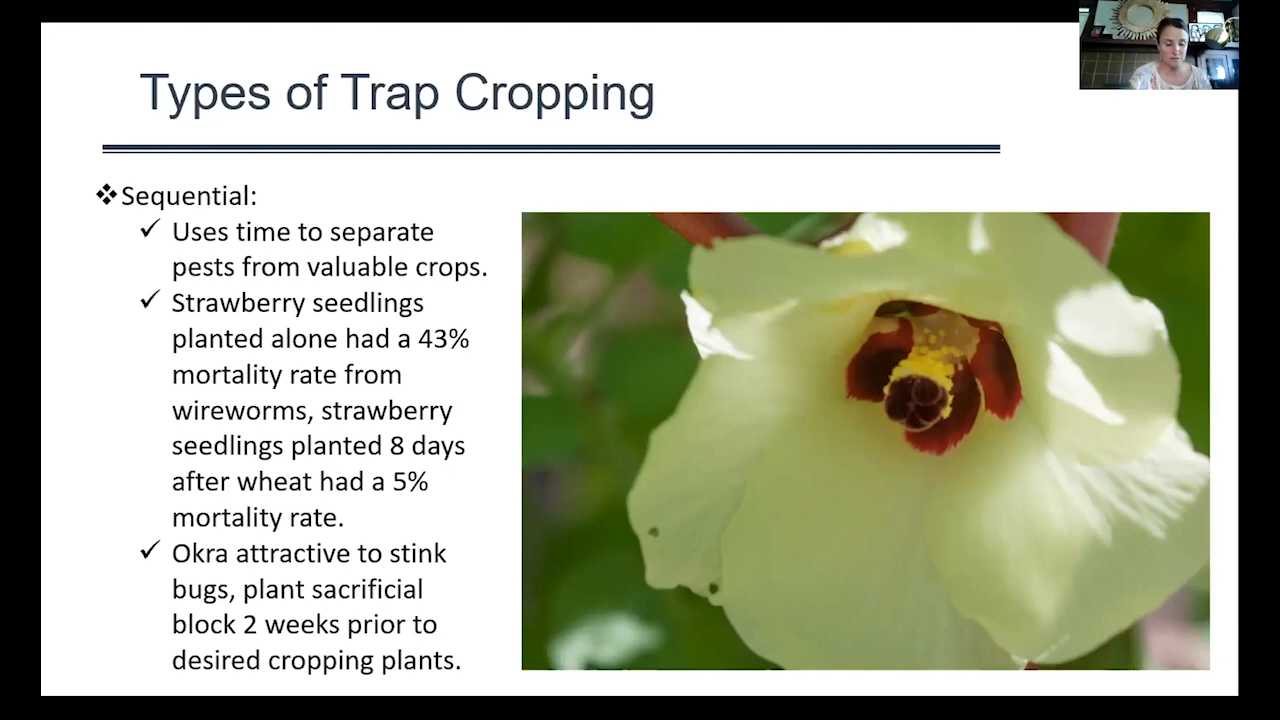 Types of Trap Cropping
❖Sequential:
✓ Uses time to separate
pests from valuable crops.
✓ Strawberry seedlings
planted alone had a 43%
mortality rate from
wireworms, strawberry
seedlings planted 8 days
after wheat had a 5%
mortality rate.
✓ Okra attractive to stink
bugs, plant sacrificial
block 2 weeks prior to
desired cropping plants.